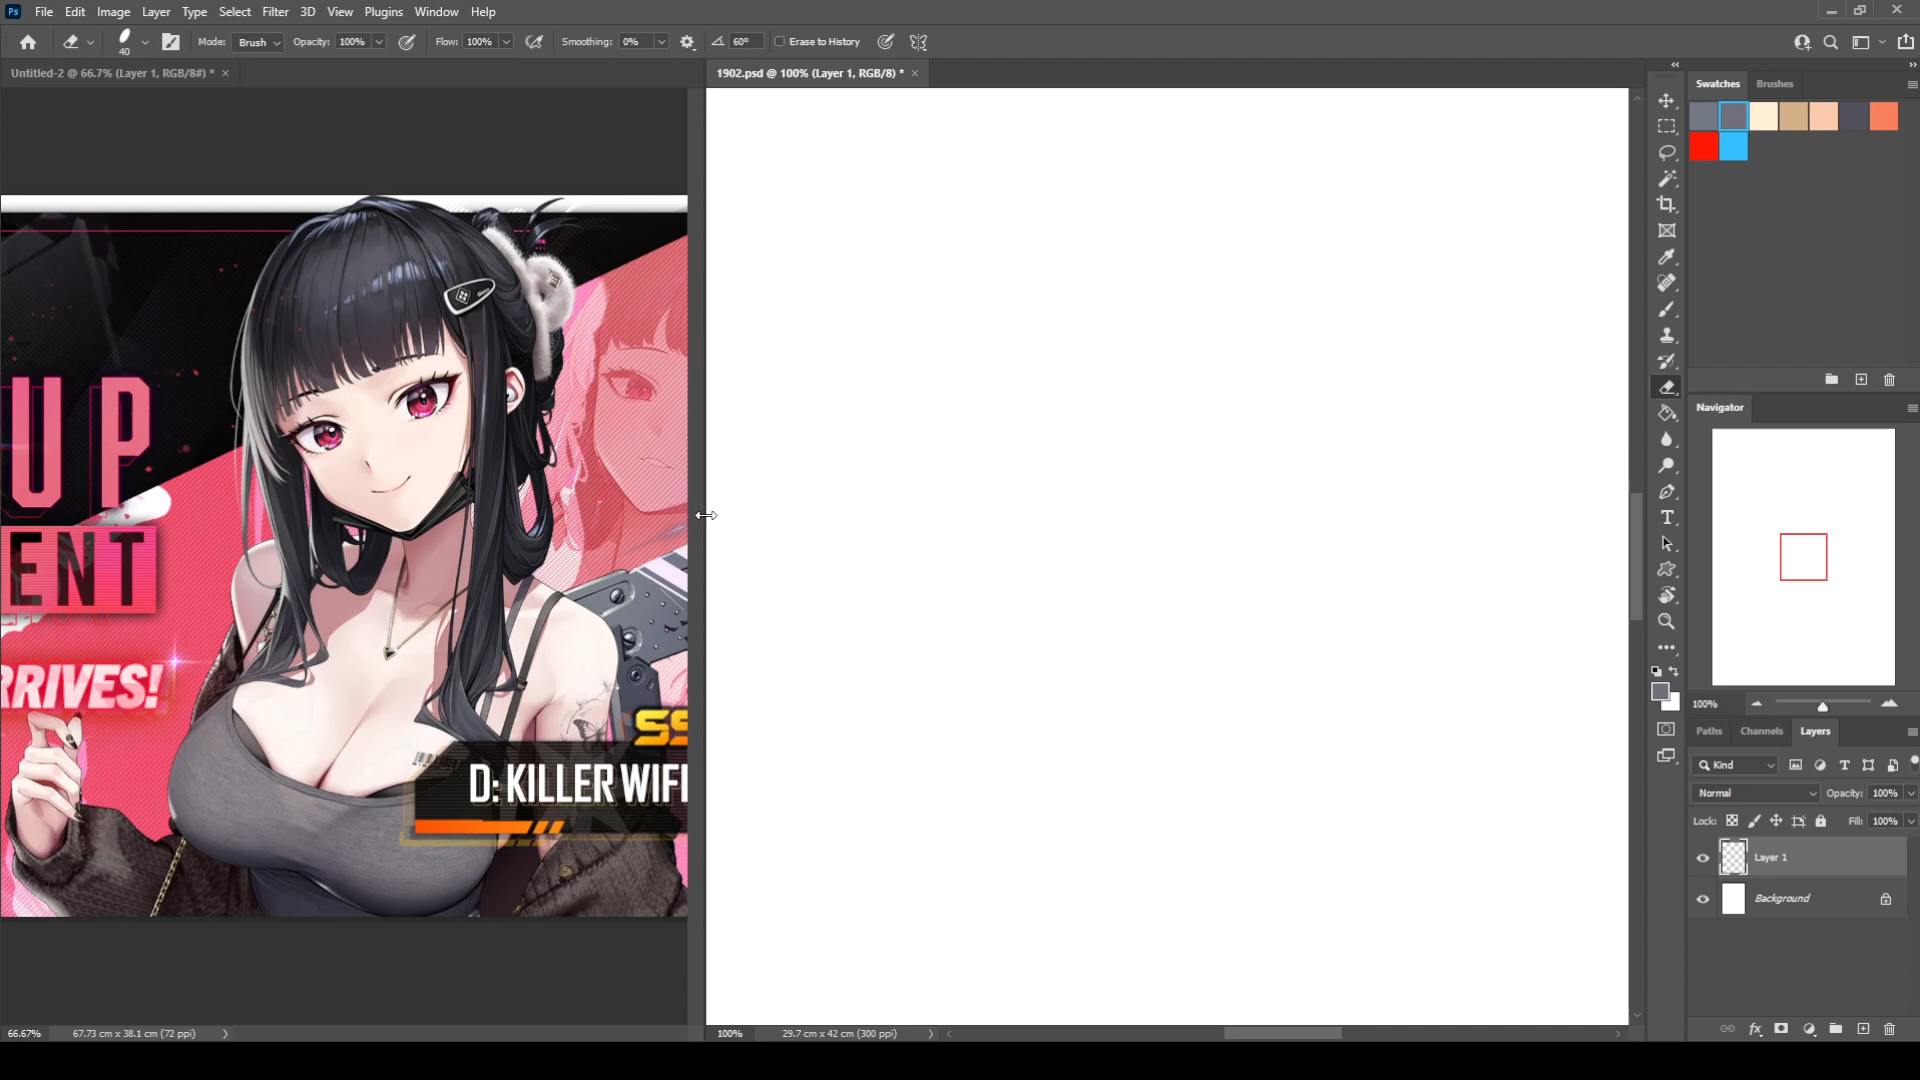 Ps File Edit Image Layer Type Select Filter 3D View Plugins Window Help
40 Mode: Brush Opacity: 100% Flow: 100% Smoothing: 0% 60° Erase to History
Untitled-2 @ 66.7% (Layer 1, RGB/8#) * ×
1902.psd @ 100% (Layer 1, RGB/8) * ×
Swatches Brushes
UP
ENT
RRIVES!
SS
D: KILLER WIFE
Navigator
100%
Paths Channels Layers
Kind
Normal Opacity: 100%
Lock: Fill: 100%
Layer 1
Background
66.67% 67.73 cm x 38.1 cm (72 ppi)
100% 29.7 cm x 42 cm (300 ppi)